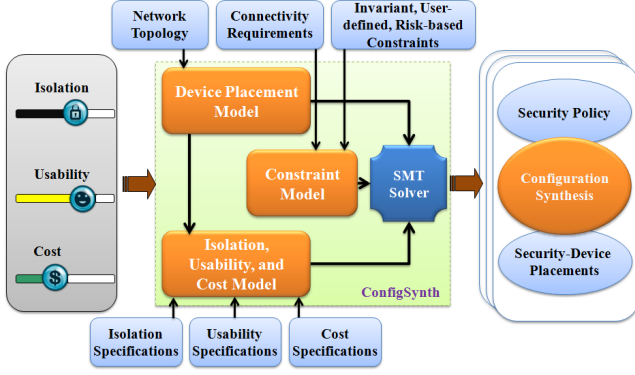 Network
Topology
Connectivity
Requirements
Invariant, User-
defined, Risk-based
Constraints
Isolation
Usability
Cost
$
Device Placement
Model
Constraint
Model
SMT
Solver
Isolation,
Usability, and
Cost Model
ConfigSynth
Isolation
Specifications
Usability
Specifications
Cost
Specifications
Security Policy
Configuration
Synthesis
Security-Device
Placements